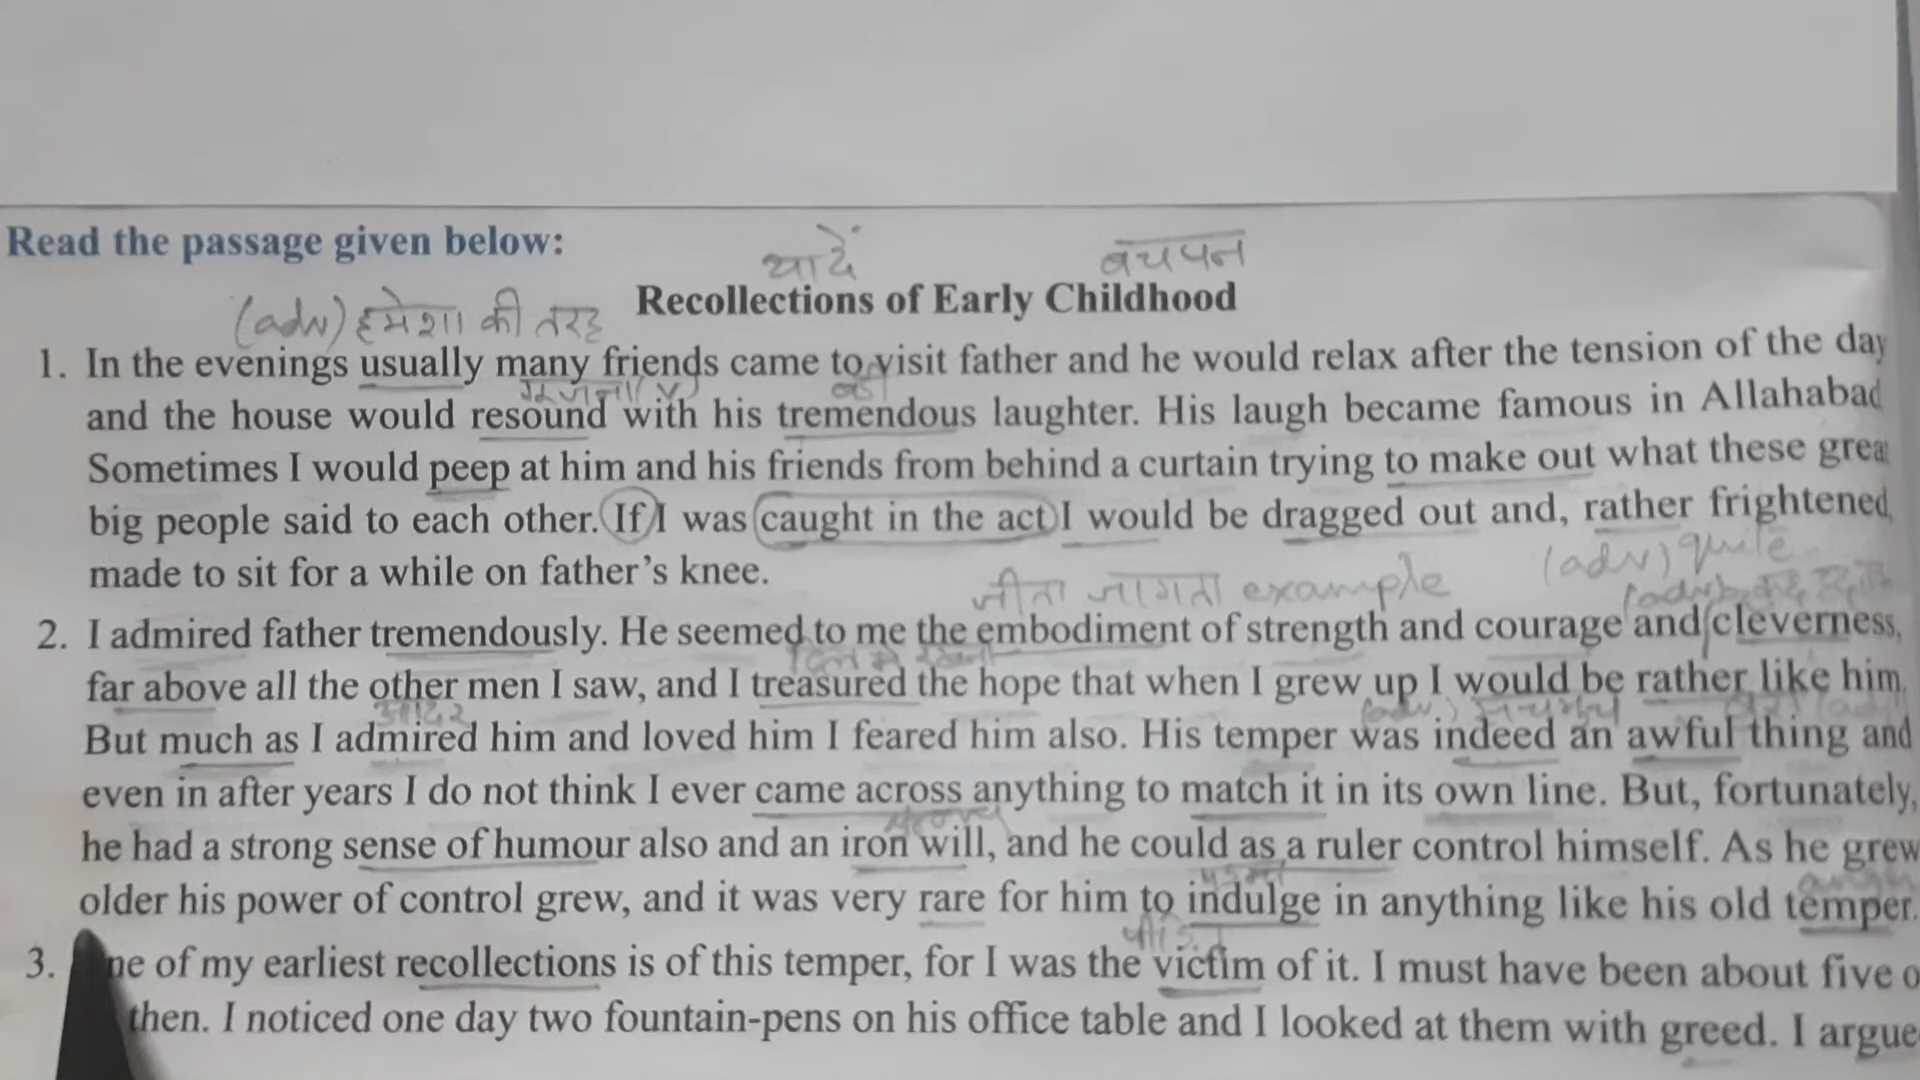 Read the passage given below:
यादें बचपन
Recollections of Early Childhood
(adv) हमेशा की तरह
1. In the evenings usually many friends came to visit father and he would relax after the tension of the day
गूंजना (v) बड़ी
and the house would resound with his tremendous laughter. His laugh became famous in Allahabad
Sometimes I would peep at him and his friends from behind a curtain trying to make out what these grea
big people said to each other. If I was caught in the act I would be dragged out and, rather frightened,
(adv) quite
made to sit for a while on father's knee.
जीता जागता example
2. I admired father tremendously. He seemed to me the embodiment of strength and courage and cleverness,
far above all the other men I saw, and I treasured the hope that when I grew up I would be rather like him.
आदर (adv) सचमुच
But much as I admired him and loved him I feared him also. His temper was indeed an awful thing and
even in after years I do not think I ever came across anything to match it in its own line. But, fortunately,
he had a strong sense of humour also and an iron will, and he could as a ruler control himself. As he grew
older his power of control grew, and it was very rare for him to indulge in anything like his old temper.
3. ne of my earliest recollections is of this temper, for I was the victim of it. I must have been about five o
then. I noticed one day two fountain-pens on his office table and I looked at them with greed. I argue